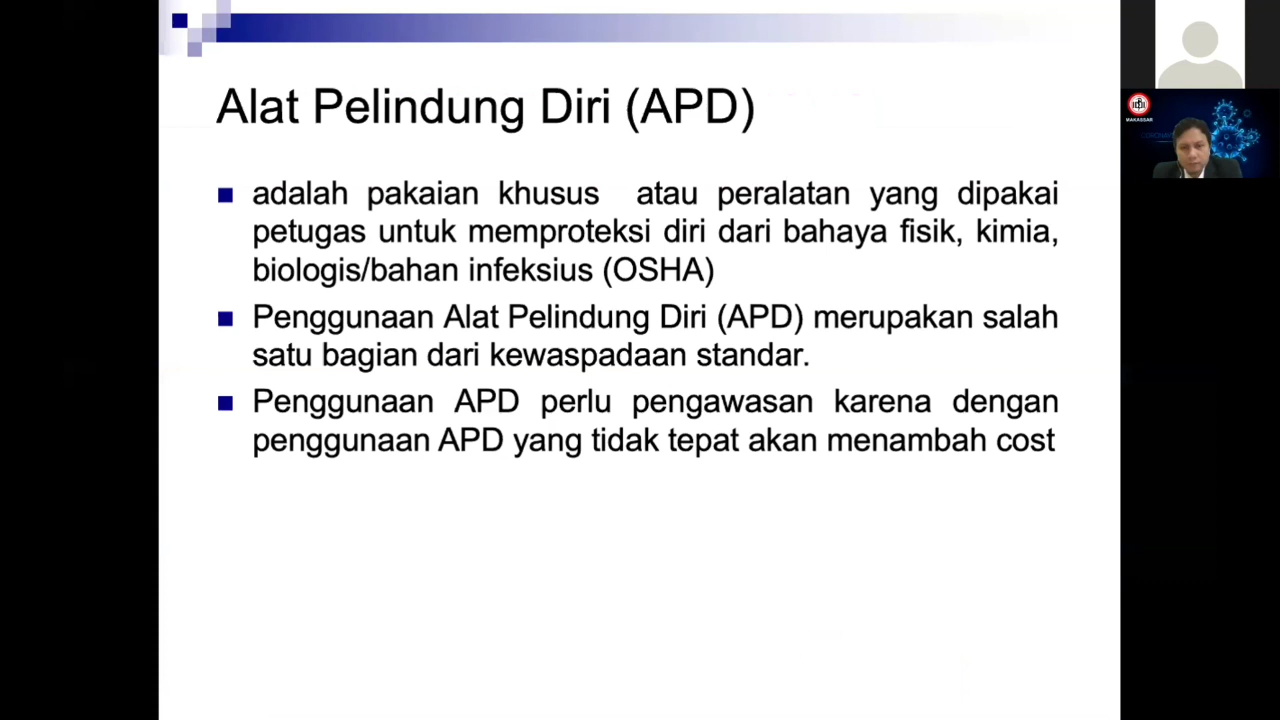 Alat Pelindung Diri (APD)
adalah pakaian khusus atau peralatan yang dipakai
petugas untuk memproteksi diri dari bahaya fisik, kimia,
biologis/bahan infeksius (OSHA)
Penggunaan Alat Pelindung Diri (APD) merupakan salah
satu bagian dari kewaspadaan standar.
Penggunaan APD perlu pengawasan karena dengan
penggunaan APD yang tidak tepat akan menambah cost
MAKASSAR